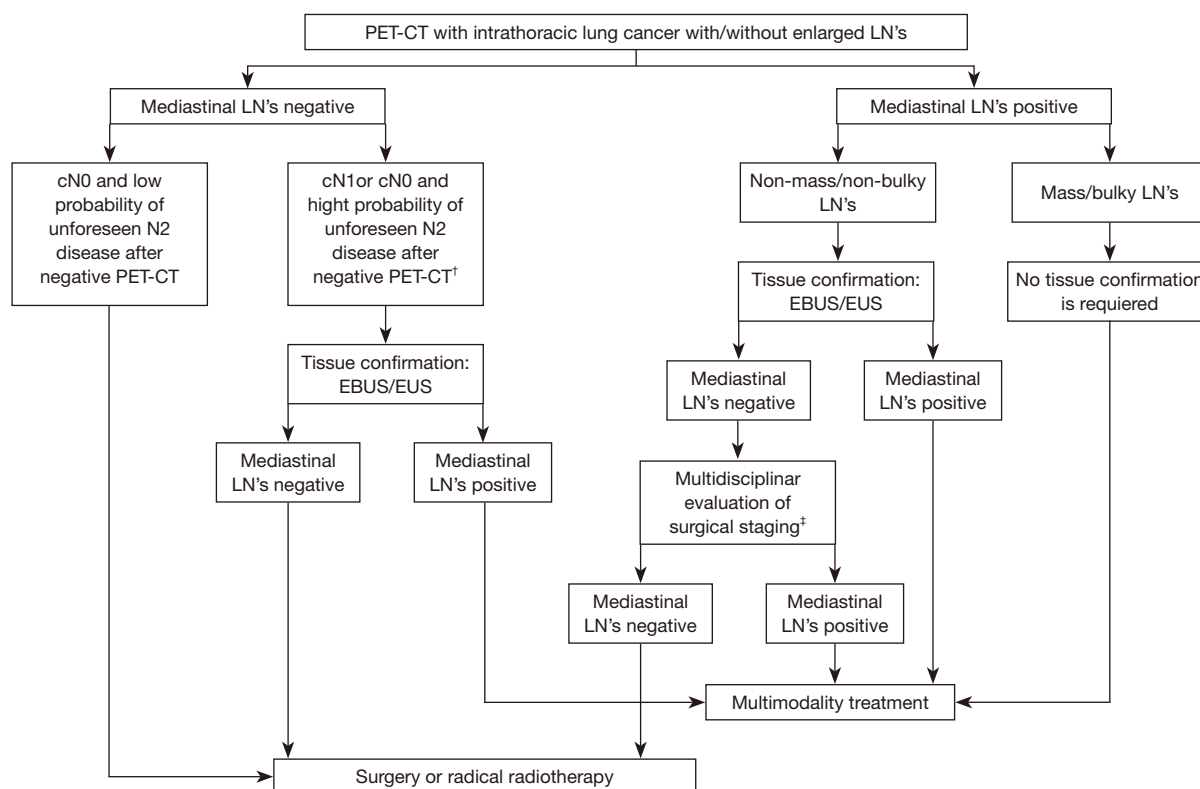 PET-CT with intrathoracic lung cancer with/without enlarged LN’s
Mediastinal LN’s negative
Mediastinal LN’s positive
cN0 and low
probability of
unforeseen N2
disease after
negative PET-CT
cN1or cN0 and
hight probability of
unforeseen N2
disease after
negative PET-CT†
Non-mass/non-bulky
LN’s
Mass/bulky LN’s
Tissue confirmation:
EBUS/EUS
No tissue confirmation
is requiered
Tissue confirmation:
EBUS/EUS
Mediastinal
LN’s negative
Mediastinal
LN’s positive
Mediastinal
LN’s negative
Mediastinal
LN’s positive
Multidisciplinar
evaluation of
surgical staging‡
Mediastinal
LN’s negative
Mediastinal
LN’s positive
Multimodality treatment
Surgery or radical radiotherapy